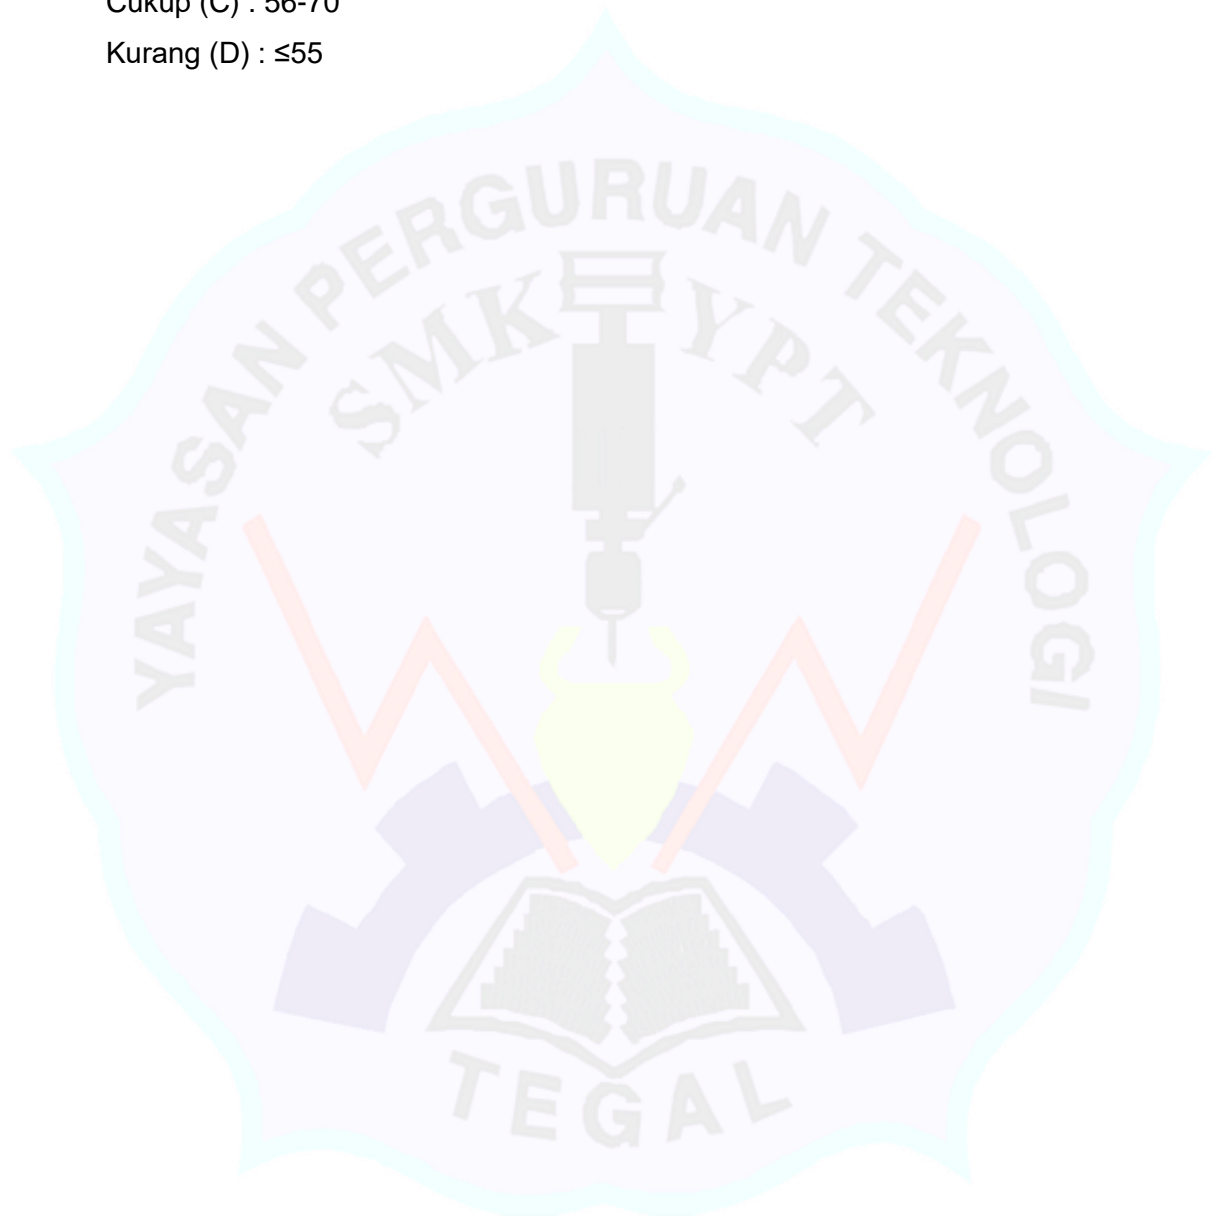 Cukup (C) : 56-70
Kurang (D) : ≤55
YAYASAN PERGURUAN TEKNOLOGI
SMK YPT
TEGAL